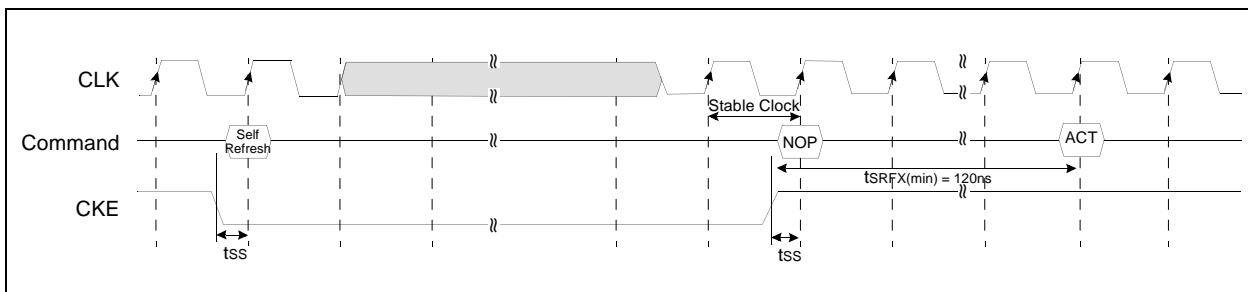 CLK
Stable Clock
Command
Self
Refresh
NOP
ACT
tSRFX(min) = 120ns
CKE
tSS
tSS